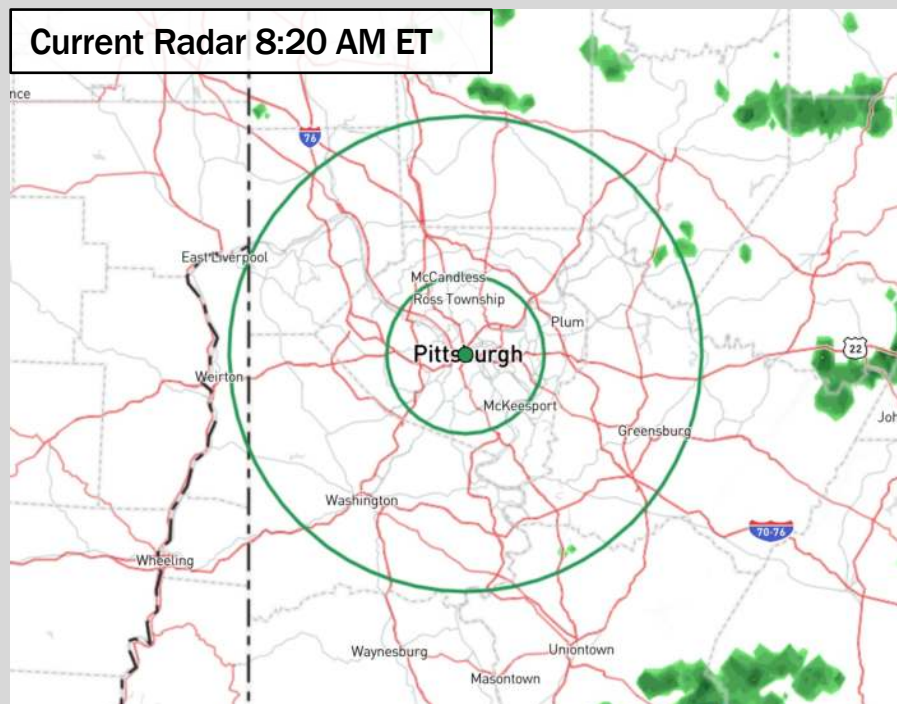 Current Radar 8:20 AM ET
nce
76
East Liverpool
McCandless
Ross Township
Plum
Pittsburgh
22
Weirton
McKeesport
Joh
Greensburg
Washington
70-76
Wheeling
Waynesburg
Uniontown
Masontown